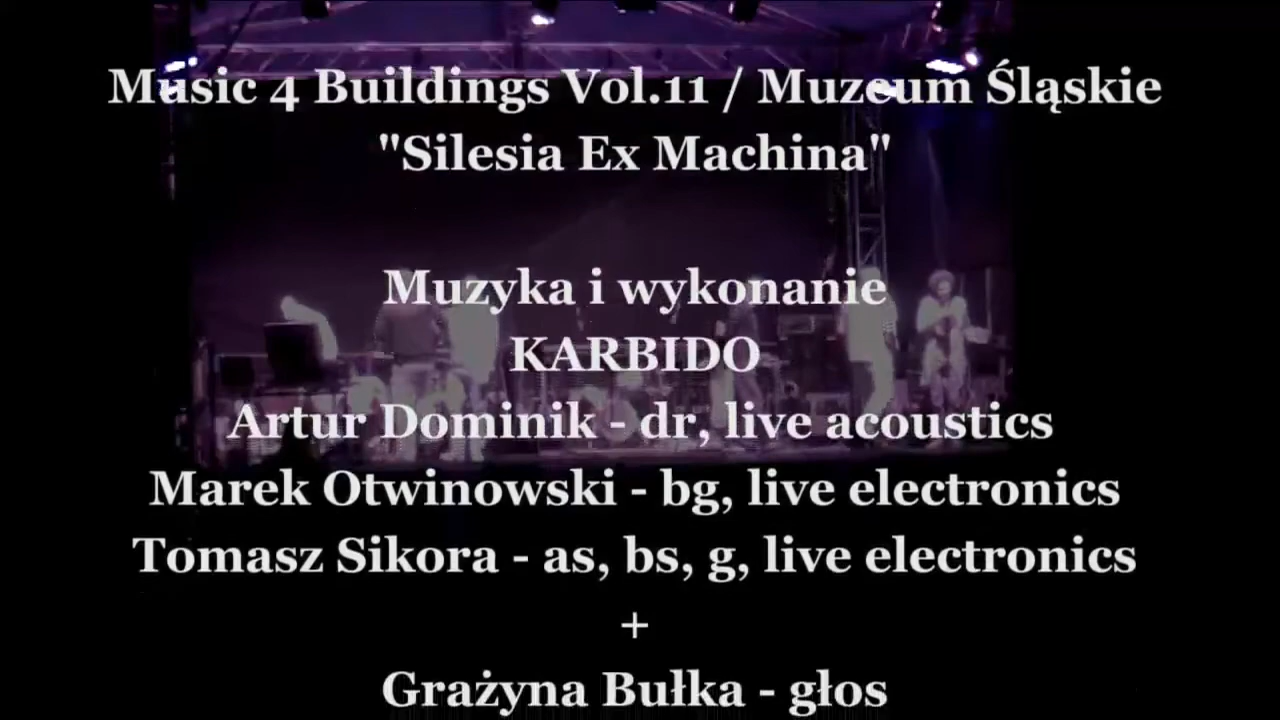 Music 4 Buildings Vol.11 / Muzeum Śląskie
"Silesia Ex Machina"
Muzyka i wykonanie
KARBIDO
Artur Dominik - dr, live acoustics
Marek Otwinowski - bg, live electronics
Tomasz Sikora - as, bs, g, live electronics
+
Grażyna Bułka - głos